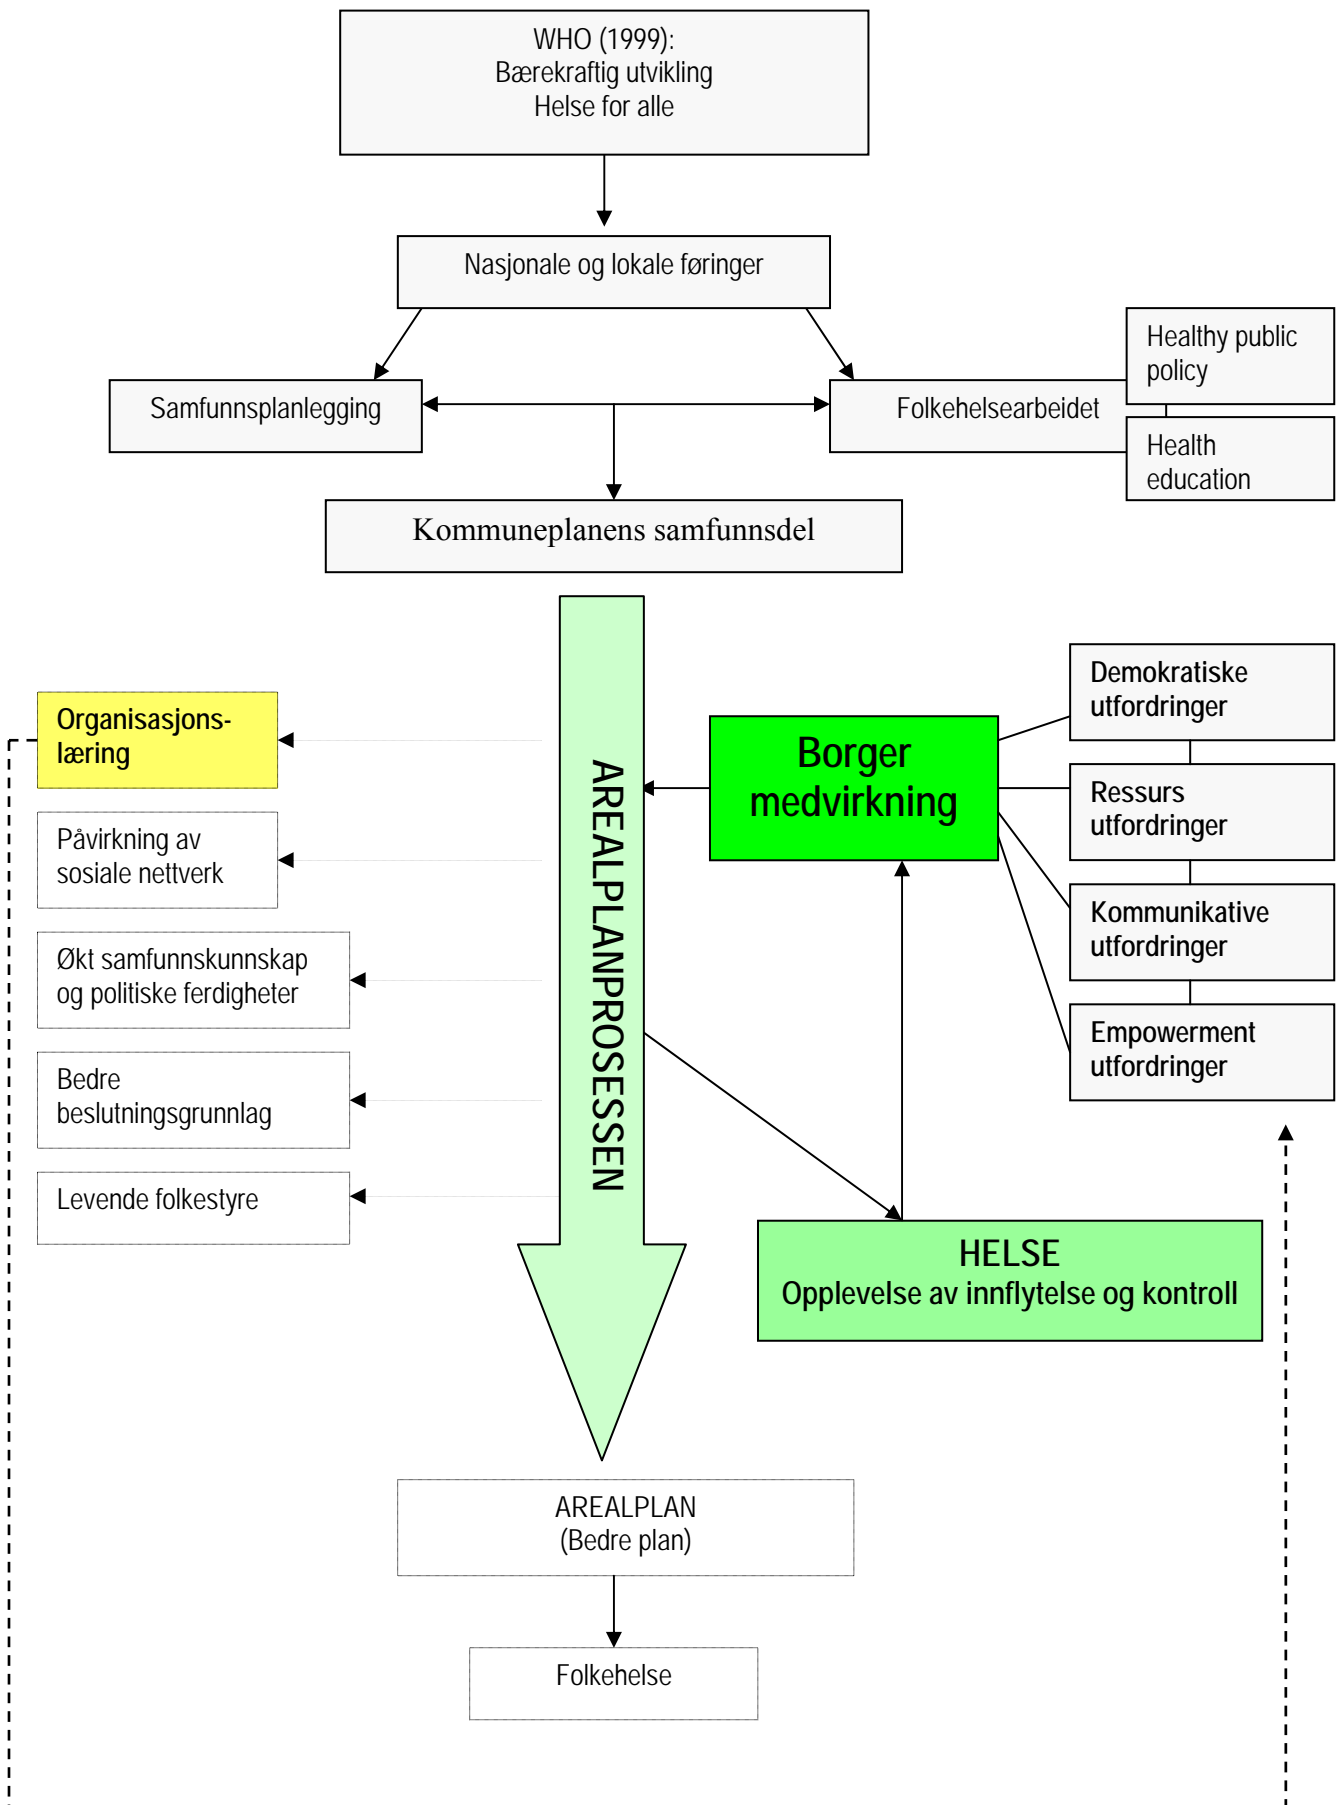 WHO (1999):
Bærekraftig utvikling
Helse for alle
Nasjonale og lokale føringer
Healthy public
policy
Samfunnsplanlegging
Folkehelsearbeidet
Health
education
Kommuneplanens samfunnsdel
Demokratiske
utfordringer
Organisasjons-
læring
Borger
medvirkning
AREALPLANPROSESSEN
Ressurs
utfordringer
Påvirkning av
sosiale nettverk
Kommunikative
utfordringer
Økt samfunnskunnskap
og politiske ferdigheter
Empowerment
utfordringer
Bedre
beslutningsgrunnlag
Levende folkestyre
HELSE
Opplevelse av innflytelse og kontroll
AREALPLAN
(Bedre plan)
Folkehelse